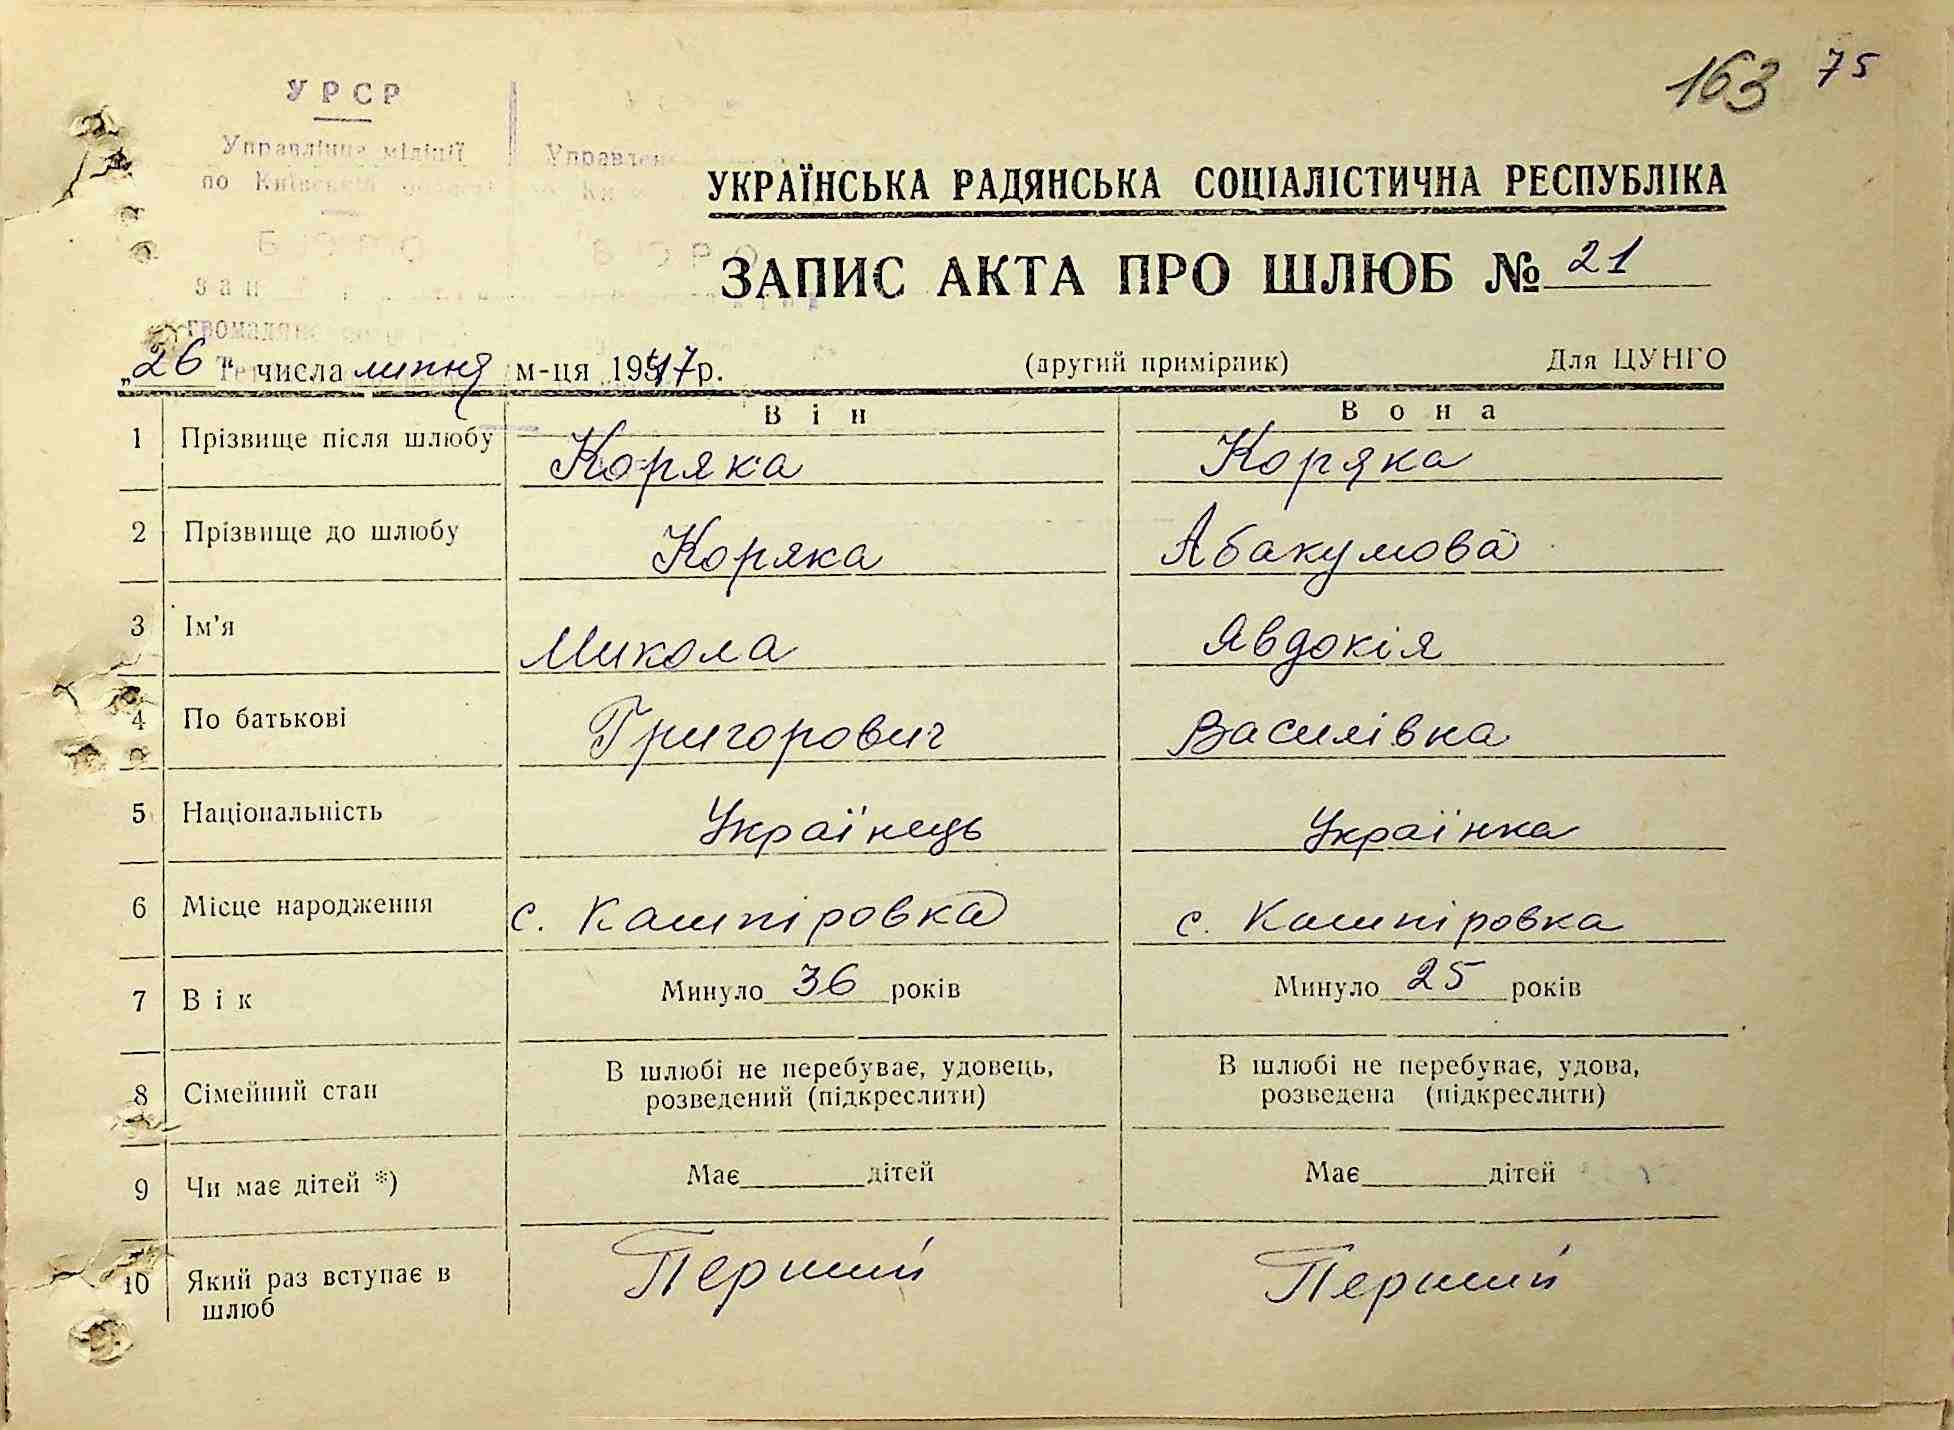 163 75
УРСР
Управління міліції
по Київській області
УКРАЇНСЬКА РАДЯНСЬКА СОЦІАЛІСТИЧНА РЕСПУБЛІКА
ЗАПИС АКТА ПРО ШЛЮБ № 21
„26" числа липня м-ця 1947 р. (другий примірник) Для ЦУНГО
Він Вона
1 Прізвище після шлюбу Коряка Коряка
2 Прізвище до шлюбу Коряка Абакумова
3 Ім'я Микола Явдокія
4 По батькові Григорович Василівна
5 Національність Українець Українка
6 Місце народження с. Кашпіровка с. Кашпіровка
7 Вік Минуло 36 років Минуло 25 років
8 Сімейний стан В шлюбі не перебуває, удовець, В шлюбі не перебуває, удова,
розведений (підкреслити) розведена (підкреслити)
9 Чи має дітей *) Має дітей Має дітей
10 Який раз вступає в Перший Перший
шлюб